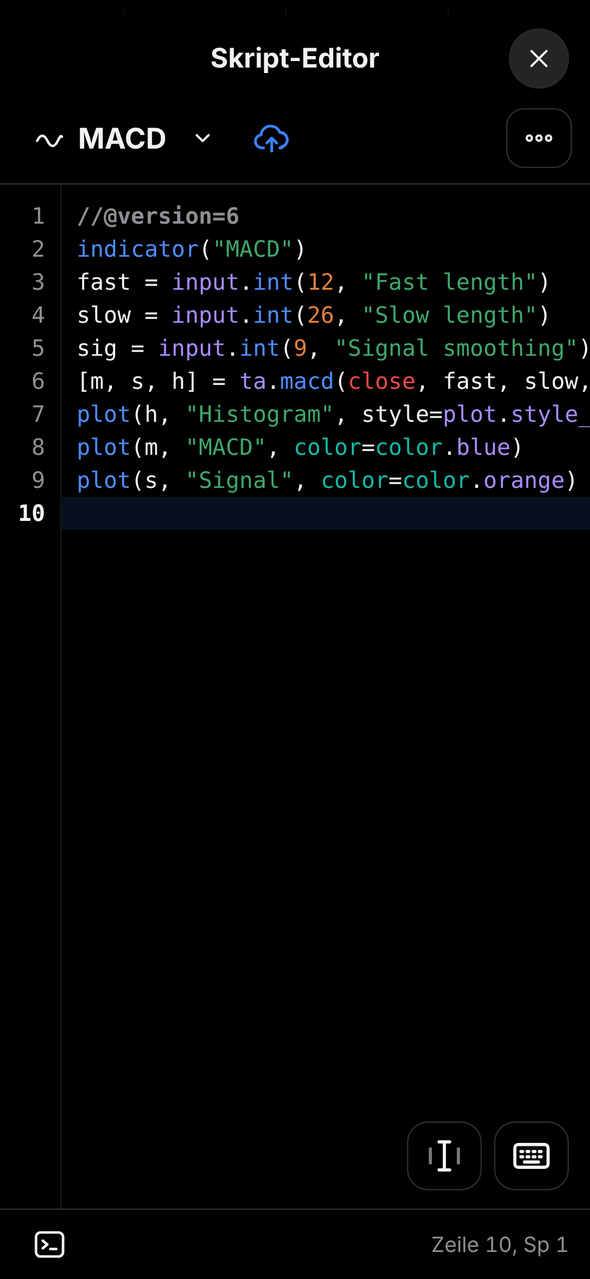 Skript-Editor
MACD
1 //@version=6
2 indicator("MACD")
3 fast = input.int(12, "Fast length")
4 slow = input.int(26, "Slow length")
5 sig = input.int(9, "Signal smoothing")
6 [m, s, h] = ta.macd(close, fast, slow,
7 plot(h, "Histogram", style=plot.style_
8 plot(m, "MACD", color=color.blue)
9 plot(s, "Signal", color=color.orange)
10
Zeile 10, Sp 1